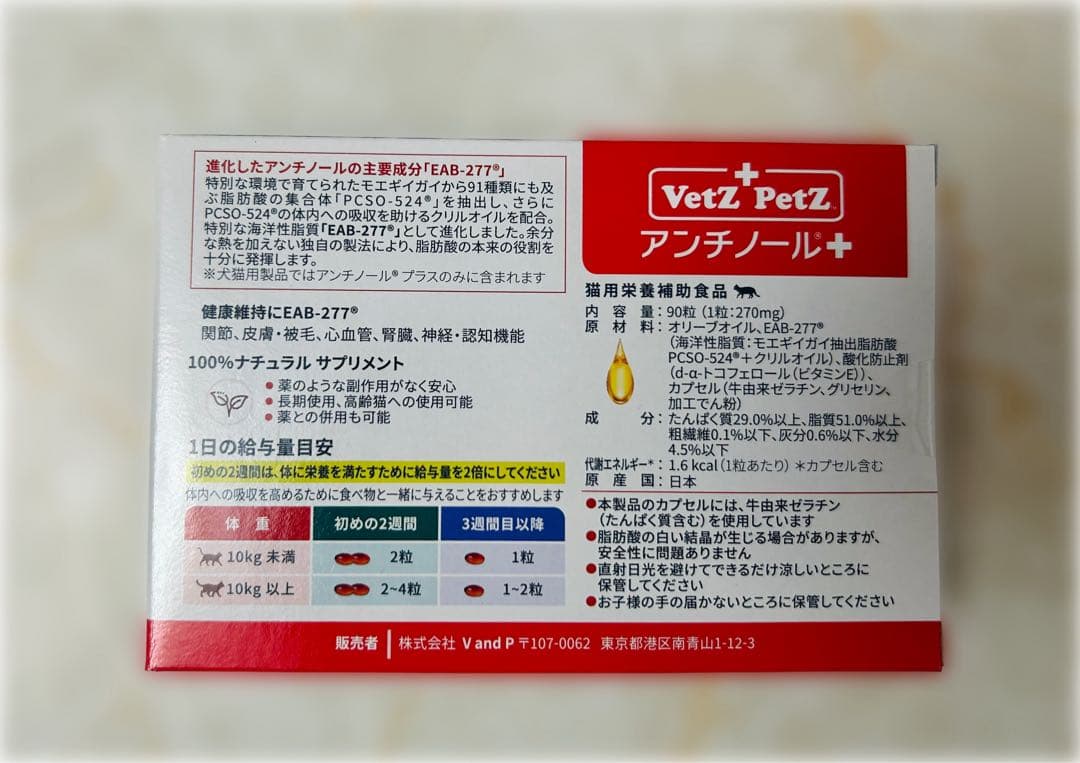 進化したアンチノールの主要成分「EAB-277®」
特別な環境で育てられたモエギイガイから91種類にも及
ぶ脂肪酸の集合体「PCSO-524®」を抽出し、さらに
PCSO-524®の体内への吸収を助けるクリルオイルを配合。
特別な海洋性脂質「EAB-277®」として進化しました。余分
な熱を加えない独自の製法により、脂肪酸の本来の役割を
十分に発揮します。
※犬猫用製品ではアンチノール® プラスのみに含まれます
健康維持にEAB-277®
関節、皮膚・被毛、心血管、腎臓、神経・認知機能
100%ナチュラル サプリメント
●薬のような副作用がなく安心
●長期使用、高齢猫への使用可能
●薬との併用も可能
1日の給与量目安
初めの2週間は、体に栄養を満たすために給与量を2倍にしてください
体内への吸収を高めるために食べ物と一緒に与えることをおすすめします
体 重 初めの2週間 3週間目以降
10kg 未満 2粒 1粒
10kg 以上 2~4粒 1~2粒
VetZ PetZ™
アンチノール®+
猫用栄養補助食品
内容量:90粒(1粒:270mg)
原材料:オリーブオイル、EAB-277®
(海洋性脂質:モエギイガイ抽出脂肪酸
PCSO-524®+クリルオイル)、酸化防止剤
(d-α-トコフェロール(ビタミンE))、
カプセル(牛由来ゼラチン、グリセリン、
加工でん粉)
成分:たんぱく質29.0%以上、脂質51.0%以上、
粗繊維0.1%以下、灰分0.6%以下、水分
4.5%以下
代謝エネルギー*:1.6 kcal(1粒あたり)*カプセル含む
原産国:日本
●本製品のカプセルには、牛由来ゼラチン
(たんぱく質含む)を使用しています
●脂肪酸の白い結晶が生じる場合がありますが、
安全性に問題ありません
●直射日光を避けてできるだけ涼しいところに
保管してください
●お子様の手の届かないところに保管してください
販売者 株式会社 V and P 〒107-0062 東京都港区南青山1-12-3